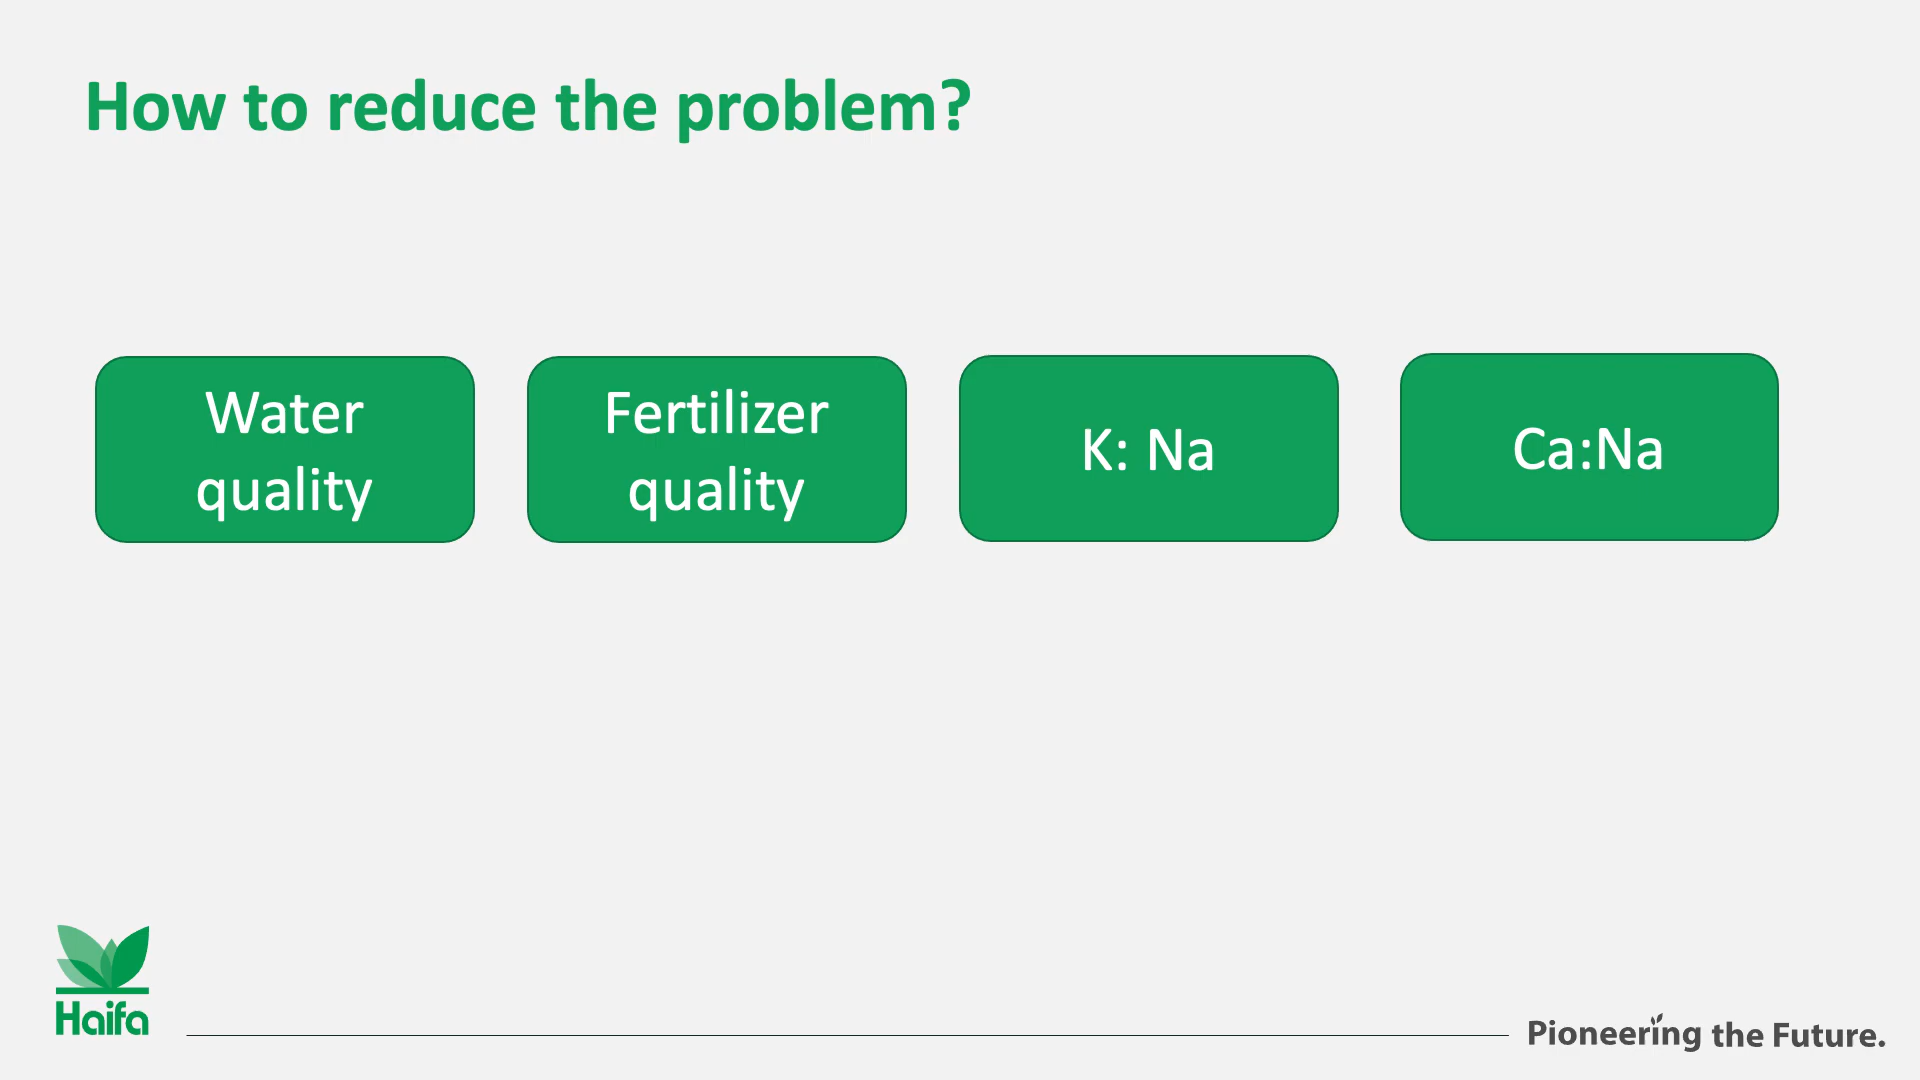 How to reduce the problem?
Water
quality
Fertilizer
quality
K: Na
Ca:Na
Haifa
Pioneering the Future.